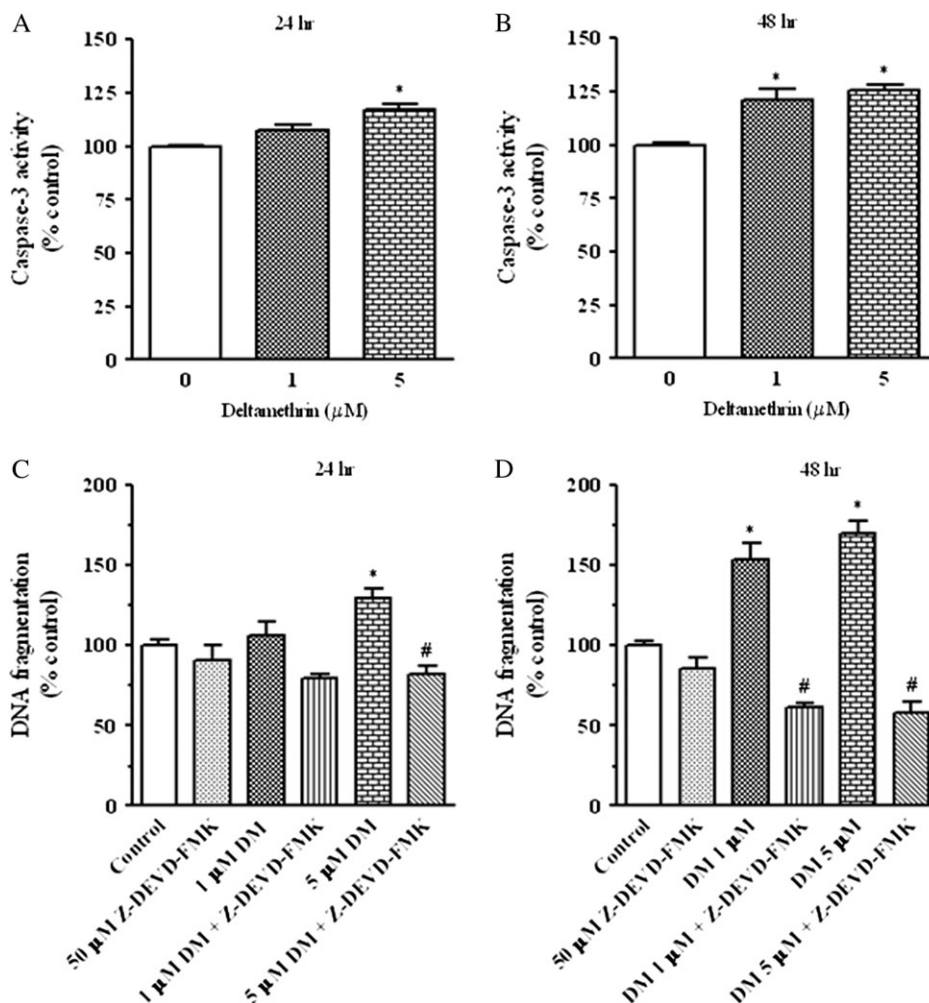 A
24 hr
Caspase-3 activity
(% control)
150
125
100
75
50
25
0
*
0 1 5
Deltamethrin (μM)
B
48 hr
Caspase-3 activity
(% control)
150
125
100
75
50
25
0
*
*
0 1 5
Deltamethrin (μM)
C
24 hr
DNA fragmentation
(% control)
200
150
100
50
0
*
#
Control
50 μM Z-DEVD-FMK
1 μM DM
1 μM DM + Z-DEVD-FMK
5 μM DM
5 μM DM + Z-DEVD-FMK
D
48 hr
DNA fragmentation
(% control)
200
150
100
50
0
*
#
*
#
Control
50 μM Z-DEVD-FMK
DM 1 μM
DM 1 μM + Z-DEVD-FMK
DM 5 μM
DM 5 μM + Z-DEVD-FMK